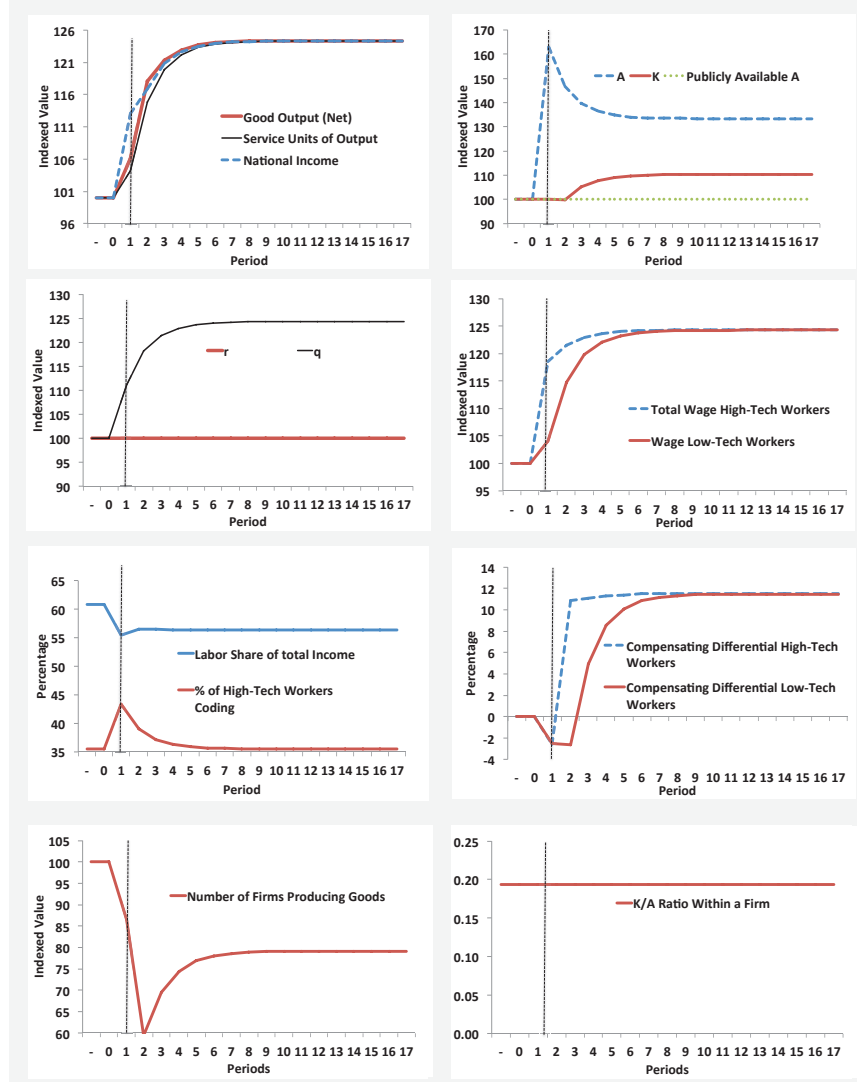 126
121
116
111
106
101
96
Indexed Value
Good Output (Net)
Service Units of Output
National Income
- 0 1 2 3 4 5 6 7 8 9 10 11 12 13 14 15 16 17
Period
170
160
150
140
130
120
110
100
90
Indexed Value
A K Publicly Available A
- 0 1 2 3 4 5 6 7 8 9 10 11 12 13 14 15 16 17
Period
130
125
120
115
110
105
100
95
90
Indexed Value
r q
- 0 1 2 3 4 5 6 7 8 9 10 11 12 13 14 15 16 17
Period
130
125
120
115
110
105
100
95
Indexed Value
Total Wage High-Tech Workers
Wage Low-Tech Workers
- 0 1 2 3 4 5 6 7 8 9 10 11 12 13 14 15 16 17
Period
65
60
55
50
45
40
35
Percentage
Labor Share of total Income
% of High-Tech Workers
Coding
- 0 1 2 3 4 5 6 7 8 9 10 11 12 13 14 15 16 17
Period
14
12
10
8
6
4
2
0
-2
-4
Percentage
Compensating Differential High-Tech
Workers
Compensating Differential Low-Tech
Workers
- 0 1 2 3 4 5 6 7 8 9 10 11 12 13 14 15 16 17
Period
105
100
95
90
85
80
75
70
65
60
Indexed Value
Number of Firms Producing Goods
- 0 1 2 3 4 5 6 7 8 9 10 11 12 13 14 15 16 17
Periods
0.25
0.20
0.15
0.10
0.05
0.00
K/A Ratio Within a Firm
- 0 1 2 3 4 5 6 7 8 9 10 11 12 13 14 15 16 17
Periods